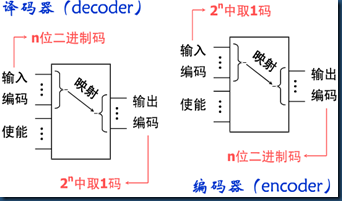 译码器（decoder）
n位二进制码
输入
编码
使能
映射
输出
编码
2ⁿ中取1码
2ⁿ中取1码
输入
编码
使能
映射
输出
编码
n位二进制码
编码器（encoder）